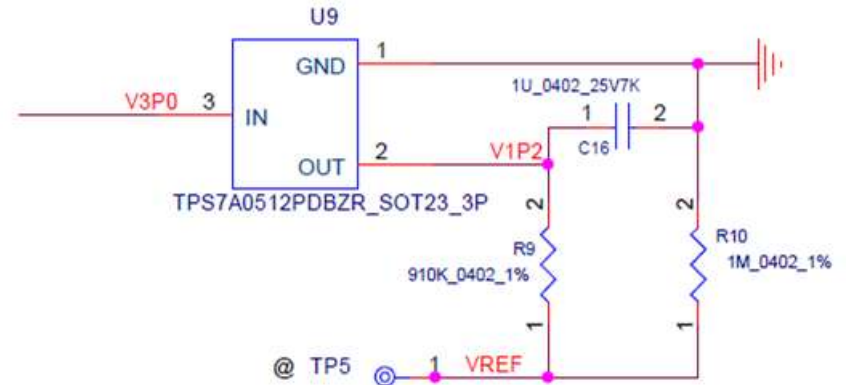 U9
GND
1
V3P0
3
IN
OUT
2
V1P2
TPS7A0512PDBZR_SOT23_3P
1U_0402_25V7K
1
2
C16
2
R9
910K_0402_1%
1
2
R10
1M_0402_1%
1
@ TP5
1
VREF